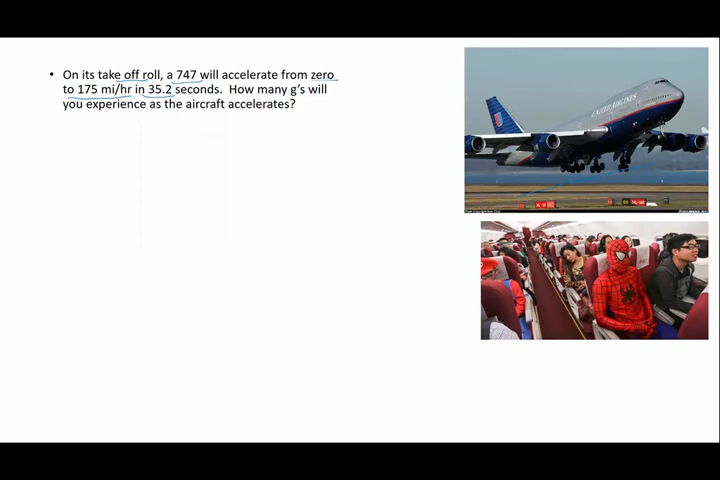 • On its take off roll, a 747 will accelerate from zero
to 175 mi/hr in 35.2 seconds.  How many g's will
you experience as the aircraft accelerates?
UNITED AIRLINES